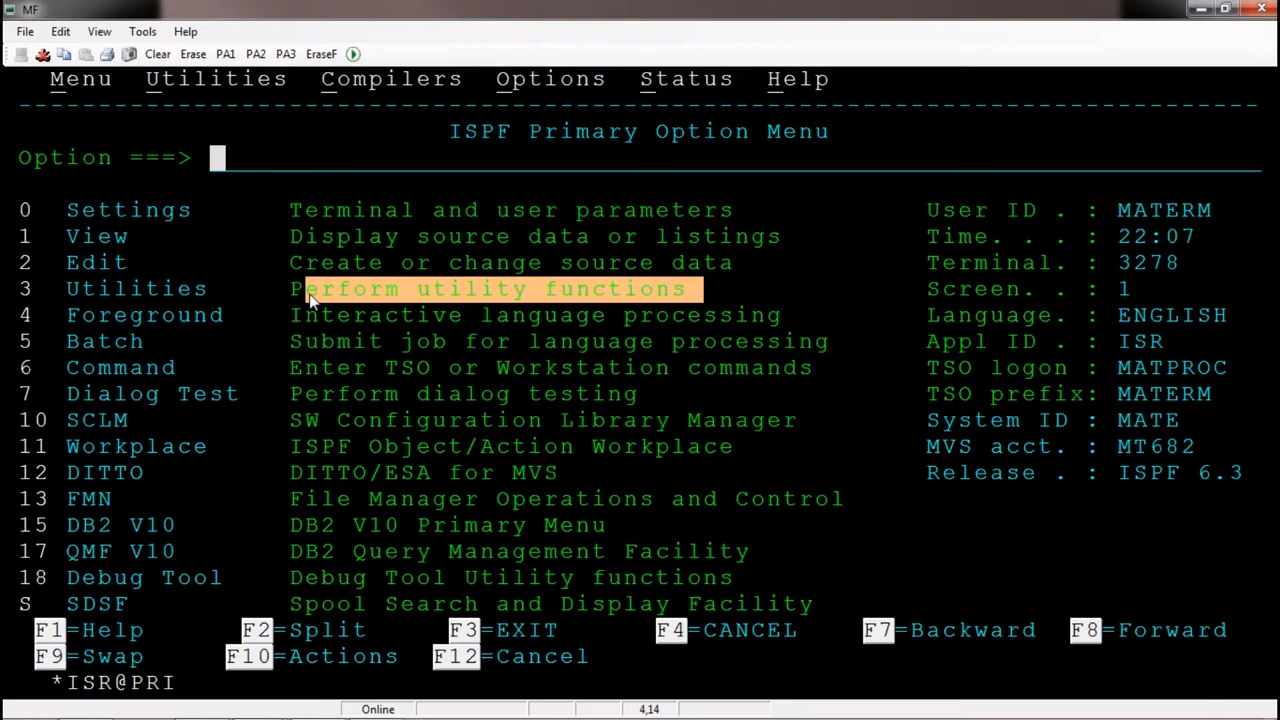 MF
File Edit View Tools Help
Clear Erase PA1 PA2 PA3 EraseF
Menu Utilities Compilers Options Status Help
ISPF Primary Option Menu
Option ===>
0 Settings Terminal and user parameters User ID . : MATERM
1 View Display source data or listings Time. . . : 22:07
2 Edit Create or change source data Terminal. : 3278
3 Utilities Perform utility functions Screen. . : 1
4 Foreground Interactive language processing Language. : ENGLISH
5 Batch Submit job for language processing Appl ID . : ISR
6 Command Enter TSO or Workstation commands TSO logon : MATPROC
7 Dialog Test Perform dialog testing TSO prefix: MATERM
10 SCLM SW Configuration Library Manager System ID : MATE
11 Workplace ISPF Object/Action Workplace MVS acct. : MT682
12 DITTO DITTO/ESA for MVS Release . : ISPF 6.3
13 FMN File Manager Operations and Control
15 DB2 V10 DB2 V10 Primary Menu
17 QMF V10 DB2 Query Management Facility
18 Debug Tool Debug Tool Utility functions
S SDSF Spool Search and Display Facility
F1=Help F2=Split F3=EXIT F4=CANCEL F7=Backward F8=Forward
F9=Swap F10=Actions F12=Cancel
*ISR@PRI
Online 4,14